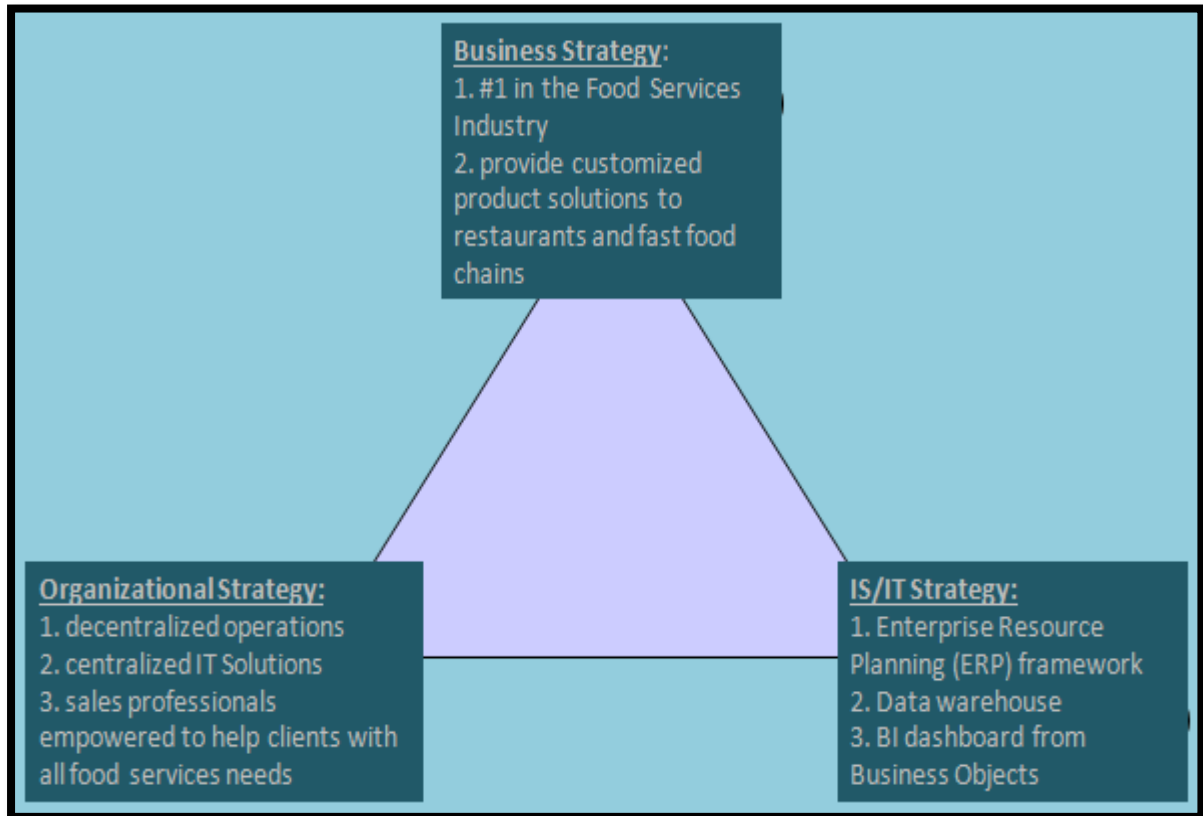 Business Strategy:
1. #1 in the Food Services
Industry
2. provide customized
product solutions to
restaurants and fast food
chains
Organizational Strategy:
1. decentralized operations
2. centralized IT Solutions
3. sales professionals
empowered to help clients with
all food services needs
IS/IT Strategy:
1. Enterprise Resource
Planning (ERP) framework
2. Data warehouse
3. BI dashboard from
Business Objects